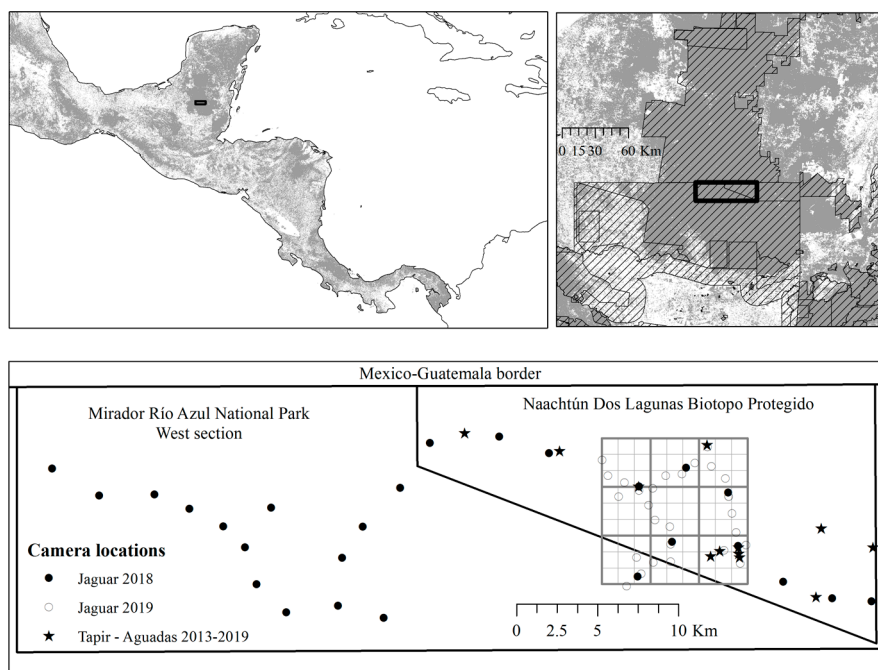 0 15 30 60 Km
Mexico-Guatemala border
Mirador Río Azul National Park
West section
Naachtún Dos Lagunas Biotopo Protegido
Camera locations
Jaguar 2018
Jaguar 2019
Tapir - Aguadas 2013-2019
0 2.5 5 10 Km